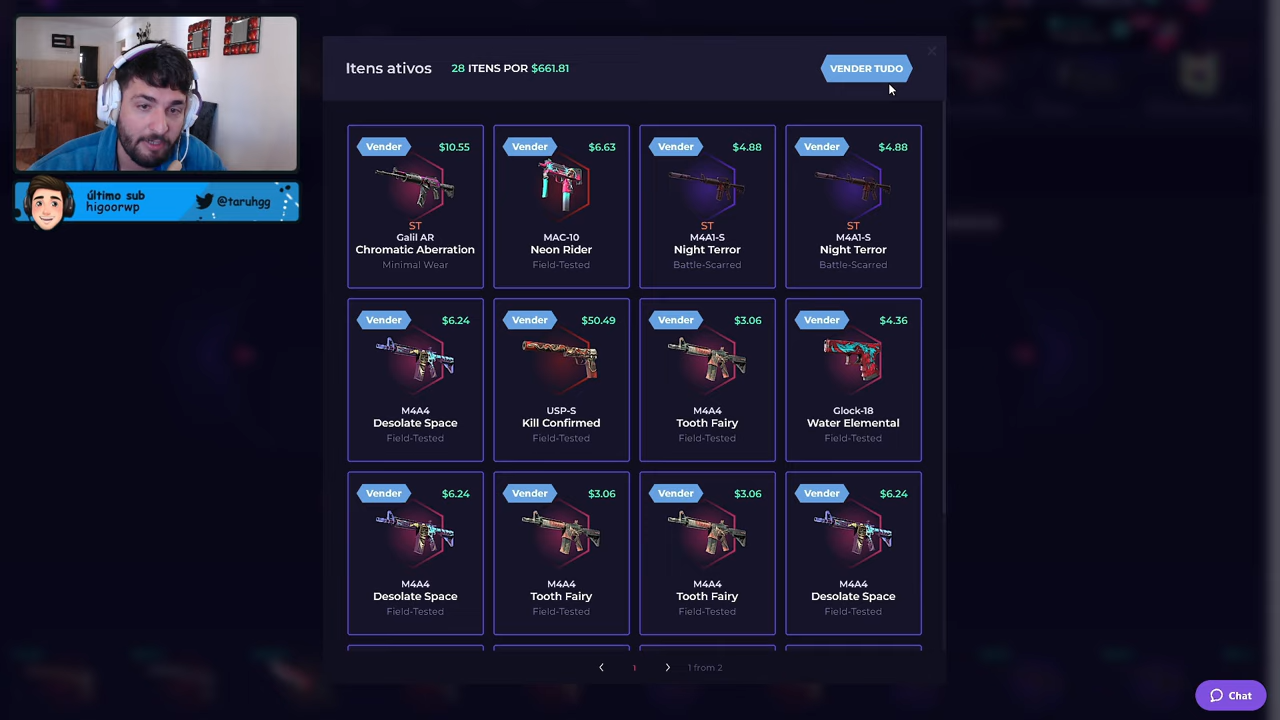 Itens ativos
28 ITENS POR $661.81
VENDER TUDO
último sub
higoorwp
@taruhgg
Vender
$10.55
ST
Galil AR
Chromatic Aberration
Minimal Wear
Vender
$6.63
MAC-10
Neon Rider
Field-Tested
Vender
$4.88
ST
M4A1-S
Night Terror
Battle-Scarred
Vender
$4.88
ST
M4A1-S
Night Terror
Battle-Scarred
Vender
$6.24
M4A4
Desolate Space
Field-Tested
Vender
$50.49
USP-S
Kill Confirmed
Field-Tested
Vender
$3.06
M4A4
Tooth Fairy
Field-Tested
Vender
$4.36
Glock-18
Water Elemental
Field-Tested
Vender
$6.24
M4A4
Desolate Space
Field-Tested
Vender
$3.06
M4A4
Tooth Fairy
Field-Tested
Vender
$3.06
M4A4
Tooth Fairy
Field-Tested
Vender
$6.24
M4A4
Desolate Space
Field-Tested
1
1 from 2
Chat